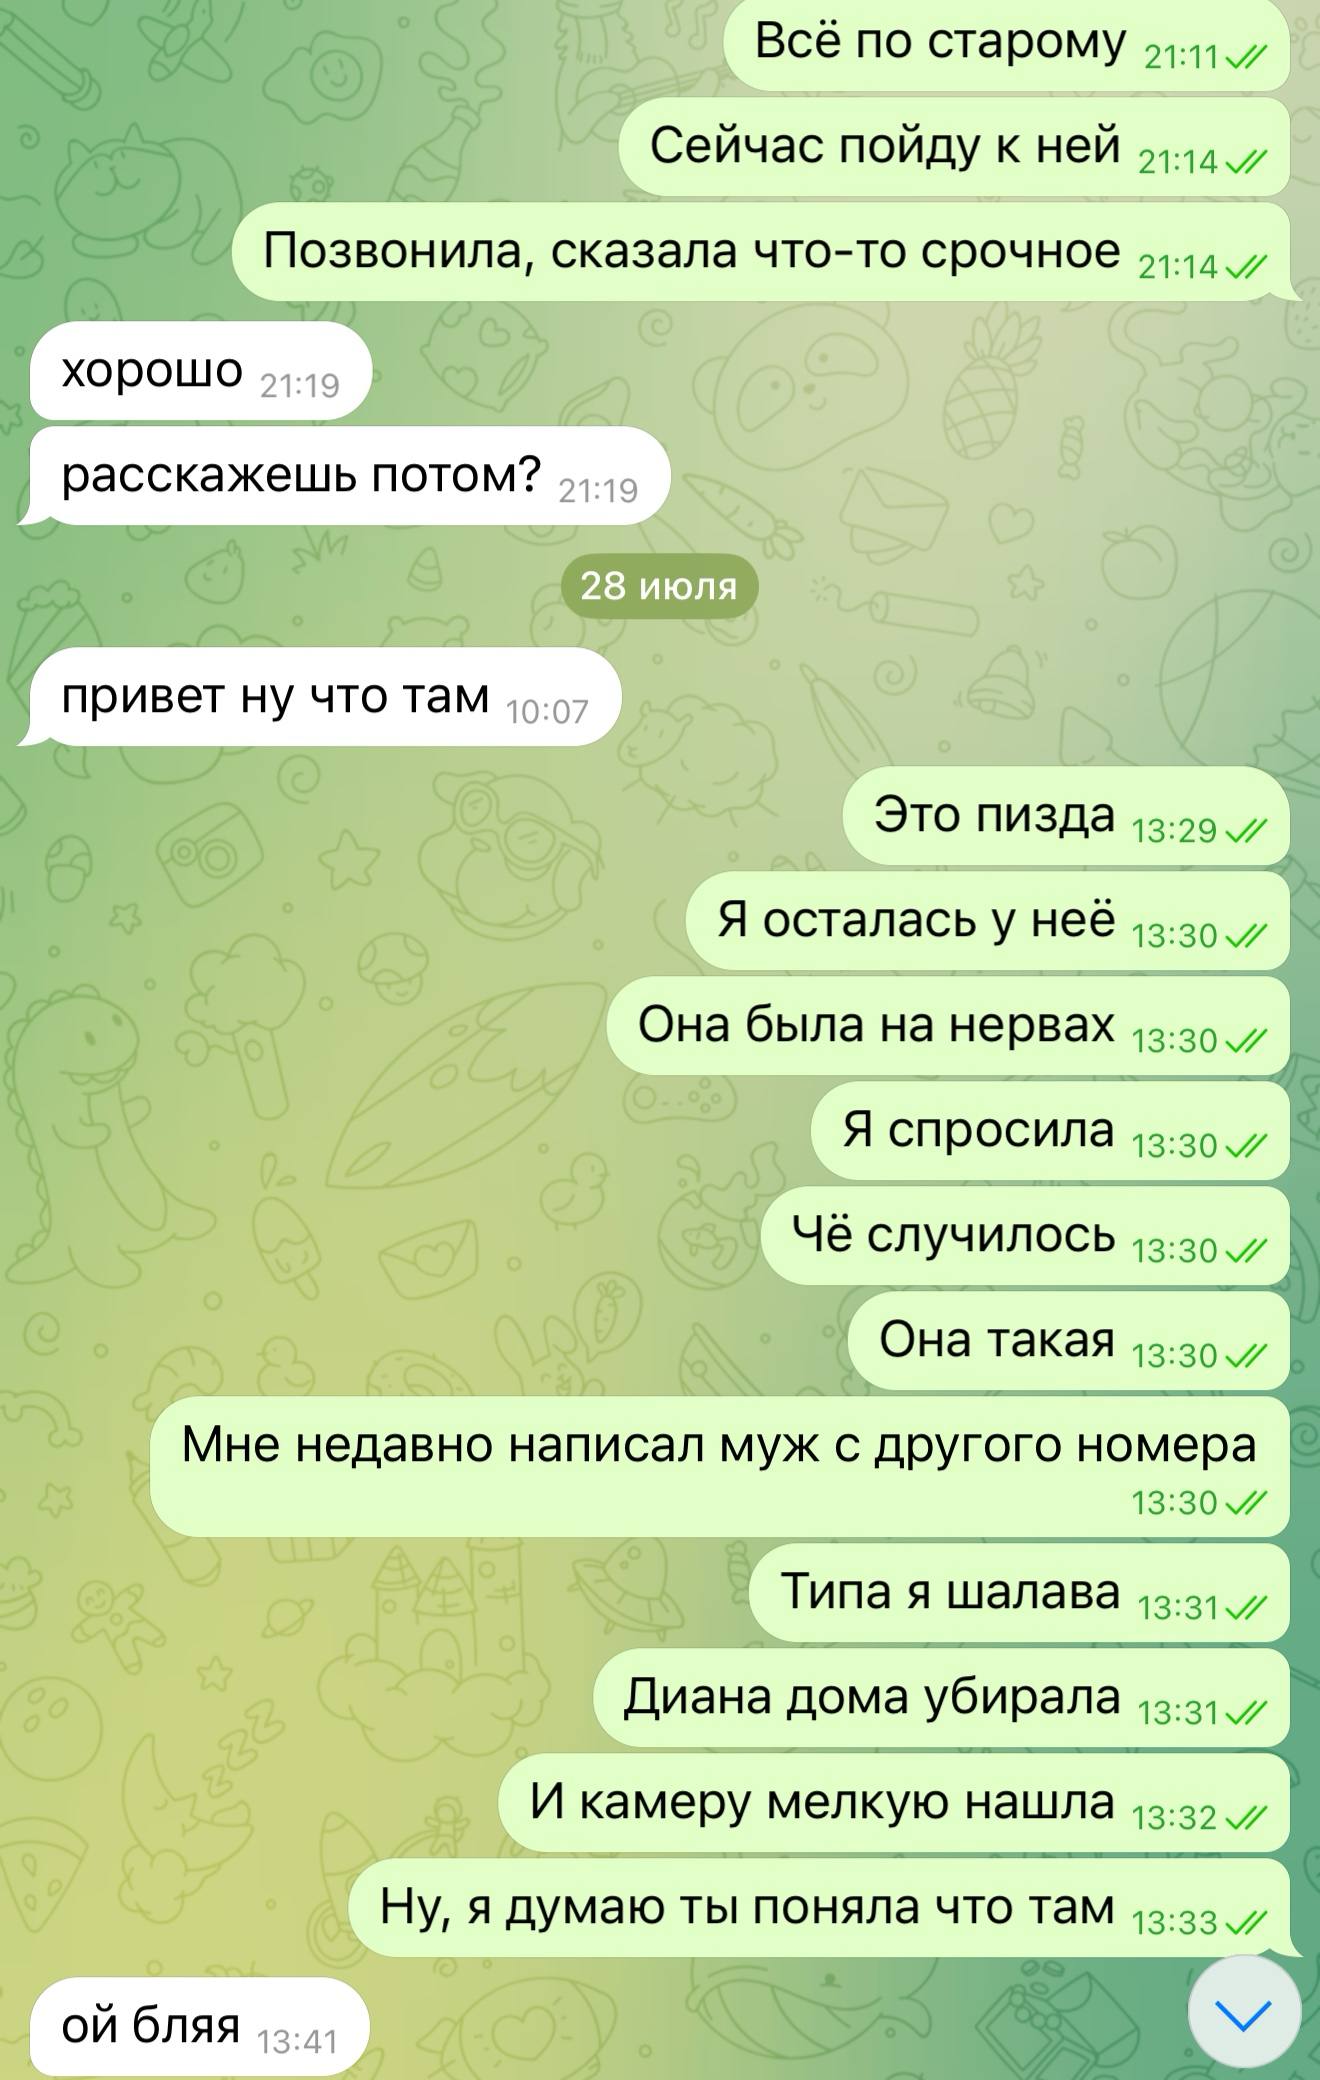 Всё по старому 21:11
Сейчас пойду к ней 21:14
Позвонила, сказала что-то срочное 21:14
хорошо 21:19
расскажешь потом? 21:19
28 июля
привет ну что там 10:07
Это пизда 13:29
Я осталась у неё 13:30
Она была на нервах 13:30
Я спросила 13:30
Чё случилось 13:30
Она такая 13:30
Мне недавно написал муж с другого номера
13:30
Типа я шалава 13:31
Диана дома убирала 13:31
И камеру мелкую нашла 13:32
Ну, я думаю ты поняла что там 13:33
ой бляя 13:41